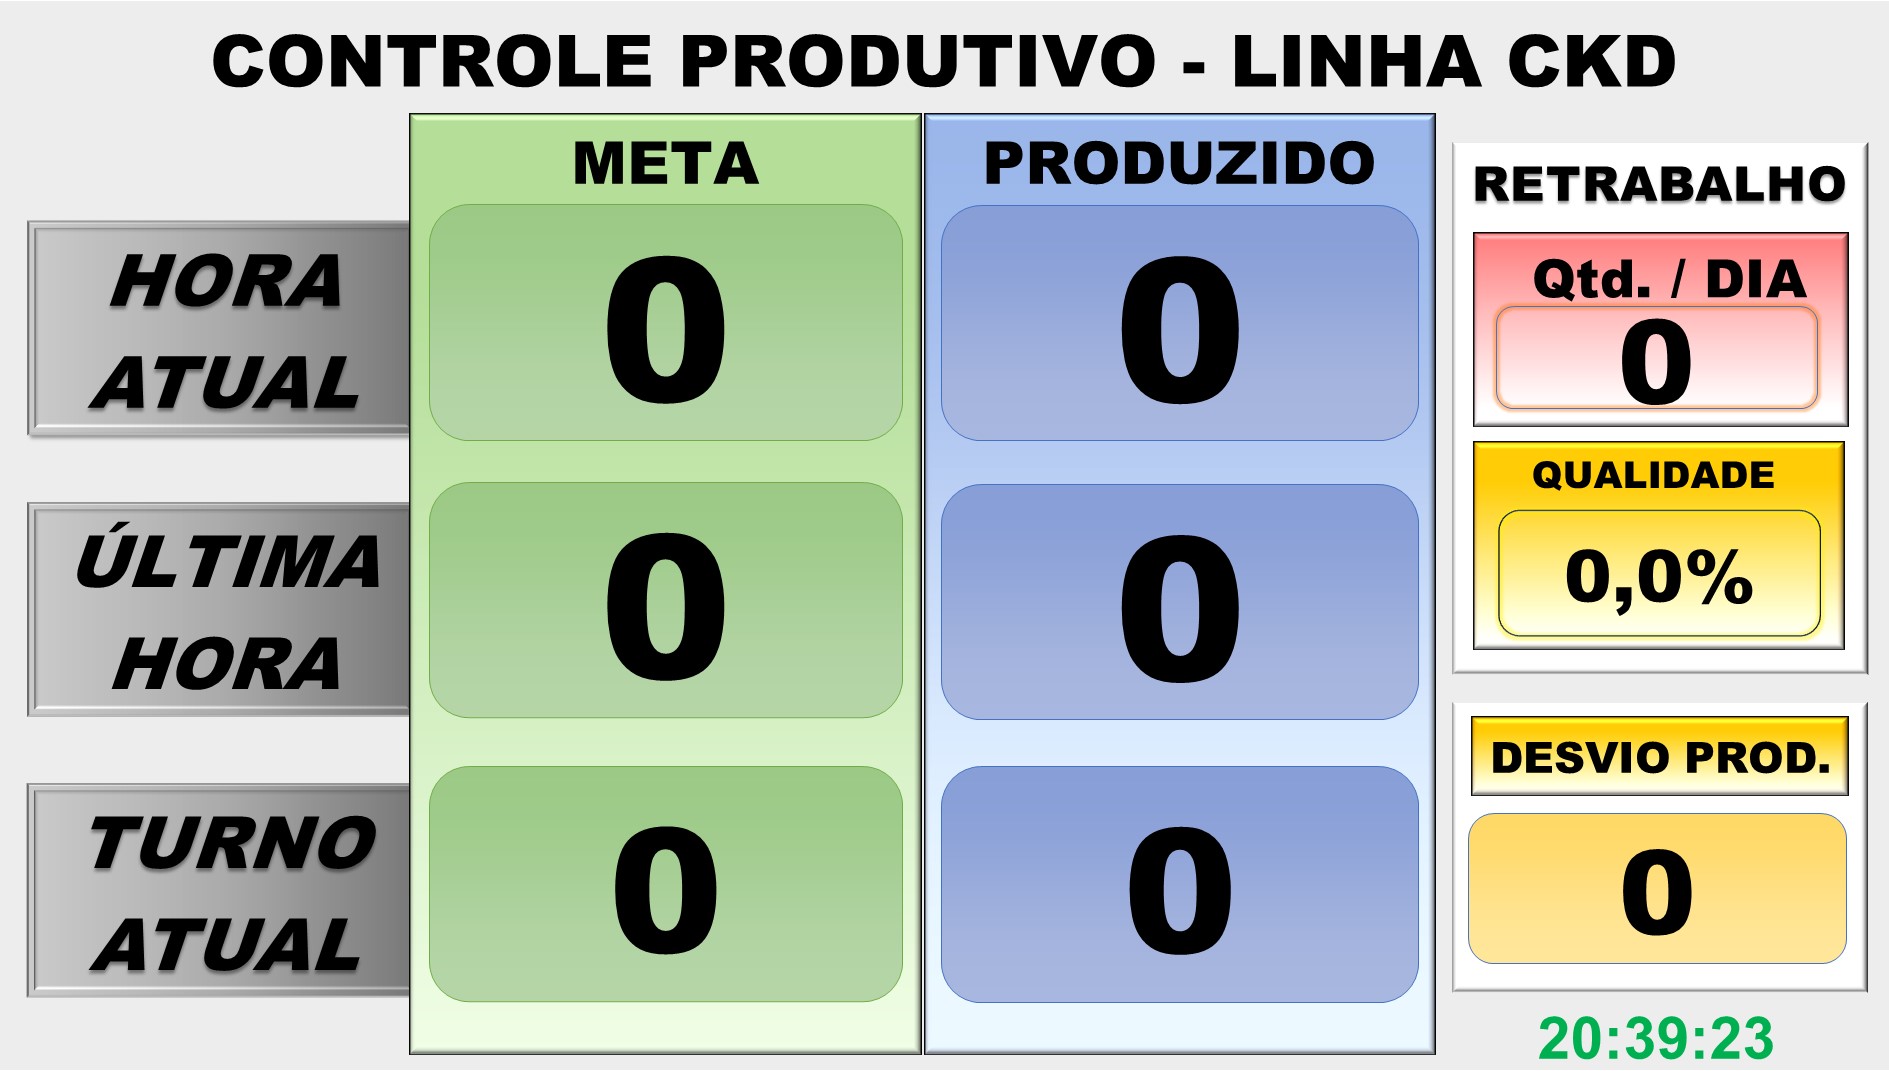 CONTROLE PRODUTIVO - LINHA CKD
META
PRODUZIDO
HORA
ATUAL
0
0
ÚLTIMA
HORA
0
0
TURNO
ATUAL
0
0
RETRABALHO
Qtd. / DIA
0
QUALIDADE
0,0%
DESVIO PROD.
0
20:39:23